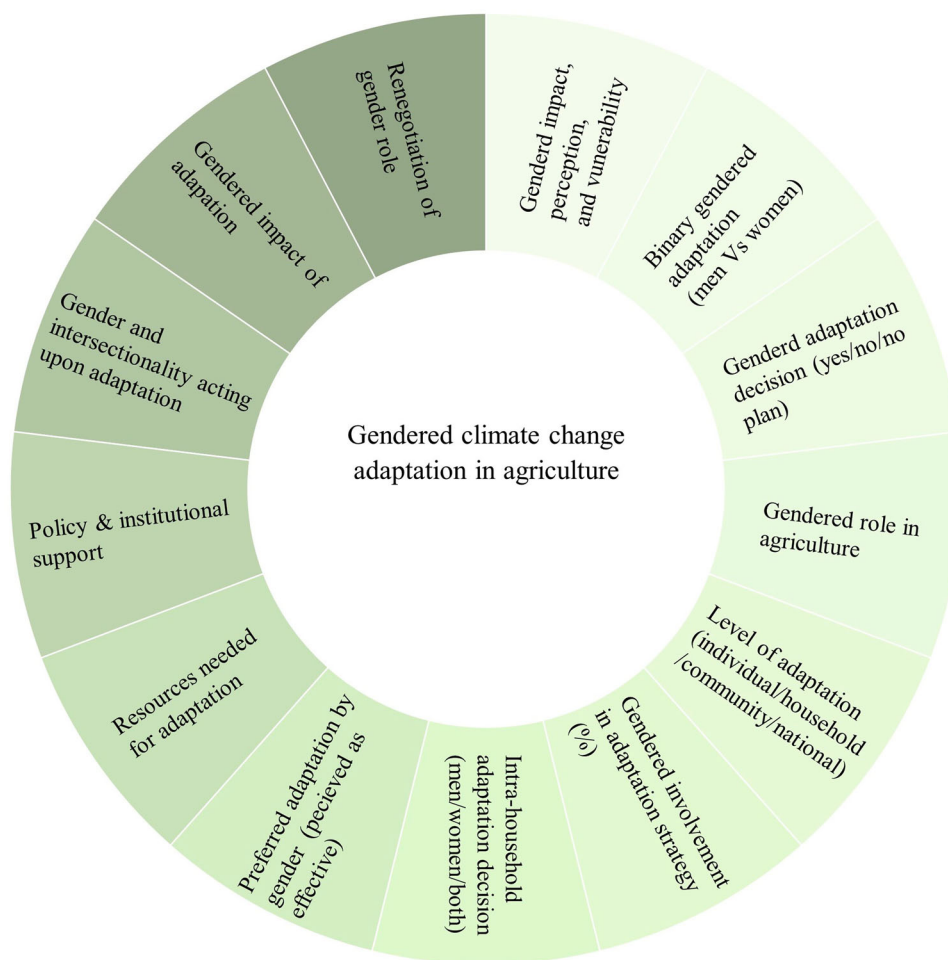 Genderd impact,
perception,
and vunerability
Binary gendered
adaptation
(men Vs women)
Genderd adaptation
decision (yes/no/no
plan)
Gendered role in
agriculture
Level of adaptation
(individual/household
/community/national)
Gendered involvement
in adaptation strategy
(%)
Intra-household
adaptation decision
(men/women/both)
Preferred adaptation by
gender (pecieved as
effective)
Resources needed
for adaptation
Policy & institutional
support
Gender and
intersectionality acting
upon adaptation
Gendered impact of
adapation
Renegotiation of
gender role
Gendered climate change
adaptation in agriculture